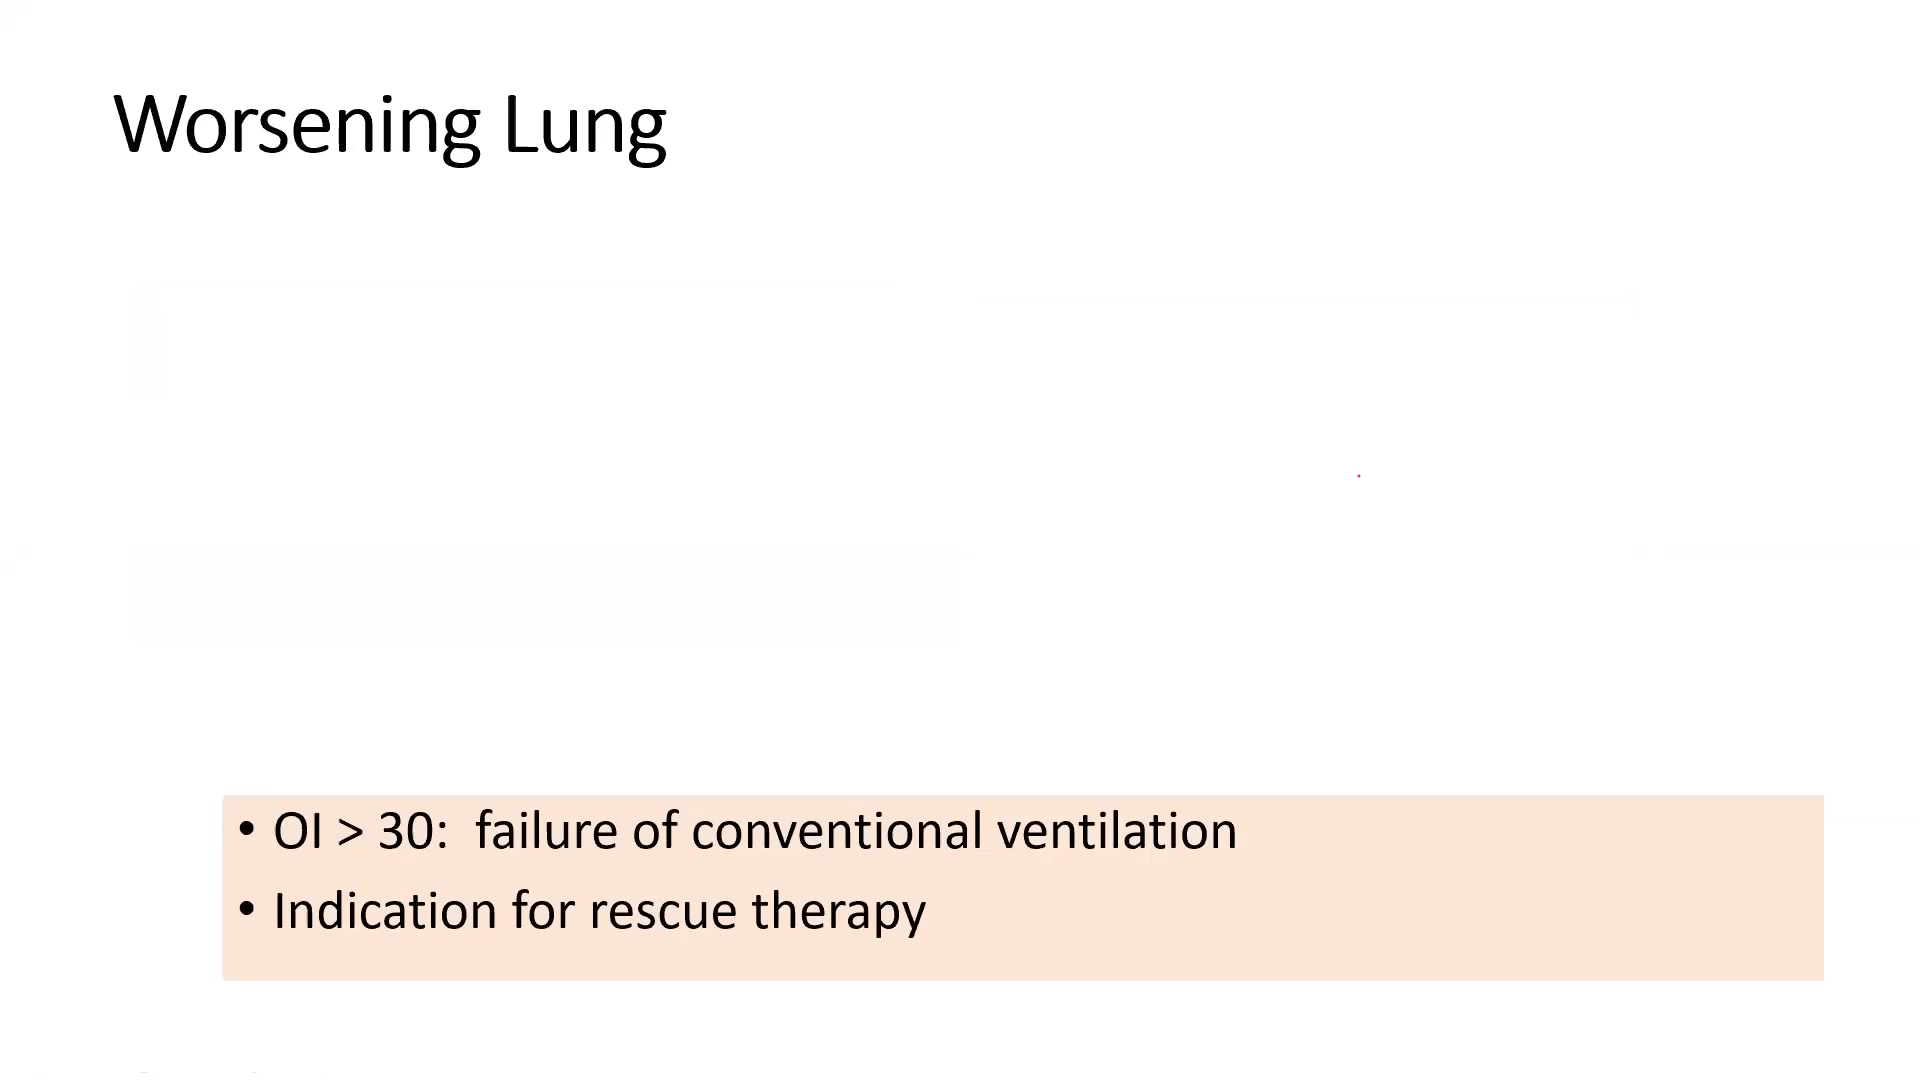 Worsening Lung
• OI > 30:  failure of conventional ventilation
• Indication for rescue therapy